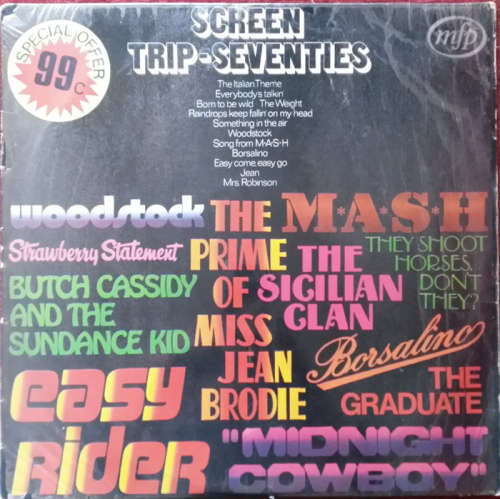 SCREEN
TRIP-SEVENTIES
mfp
SPECIAL OFFER
99c
The Italian Theme
Everybody's talkin'
Born to be wild The Weight
Raindrops keep fallin' on my head
Something in the air
Woodstock
Song from M·A·S·H
Borsalino
Easy come, easy go
Jean
Mrs. Robinson
woodstock
THE
M*A*S*H
Strawberry Statement
PRIME
THE
THEY SHOOT
HORSES,
DON'T
THEY?
BUTCH CASSIDY
AND THE
SUNDANCE KID
OF
SICILIAN
CLAN
MISS
JEAN
BRODIE
Borsalino
THE
GRADUATE
easy
Rider
"MIDNIGHT
COWBOY"